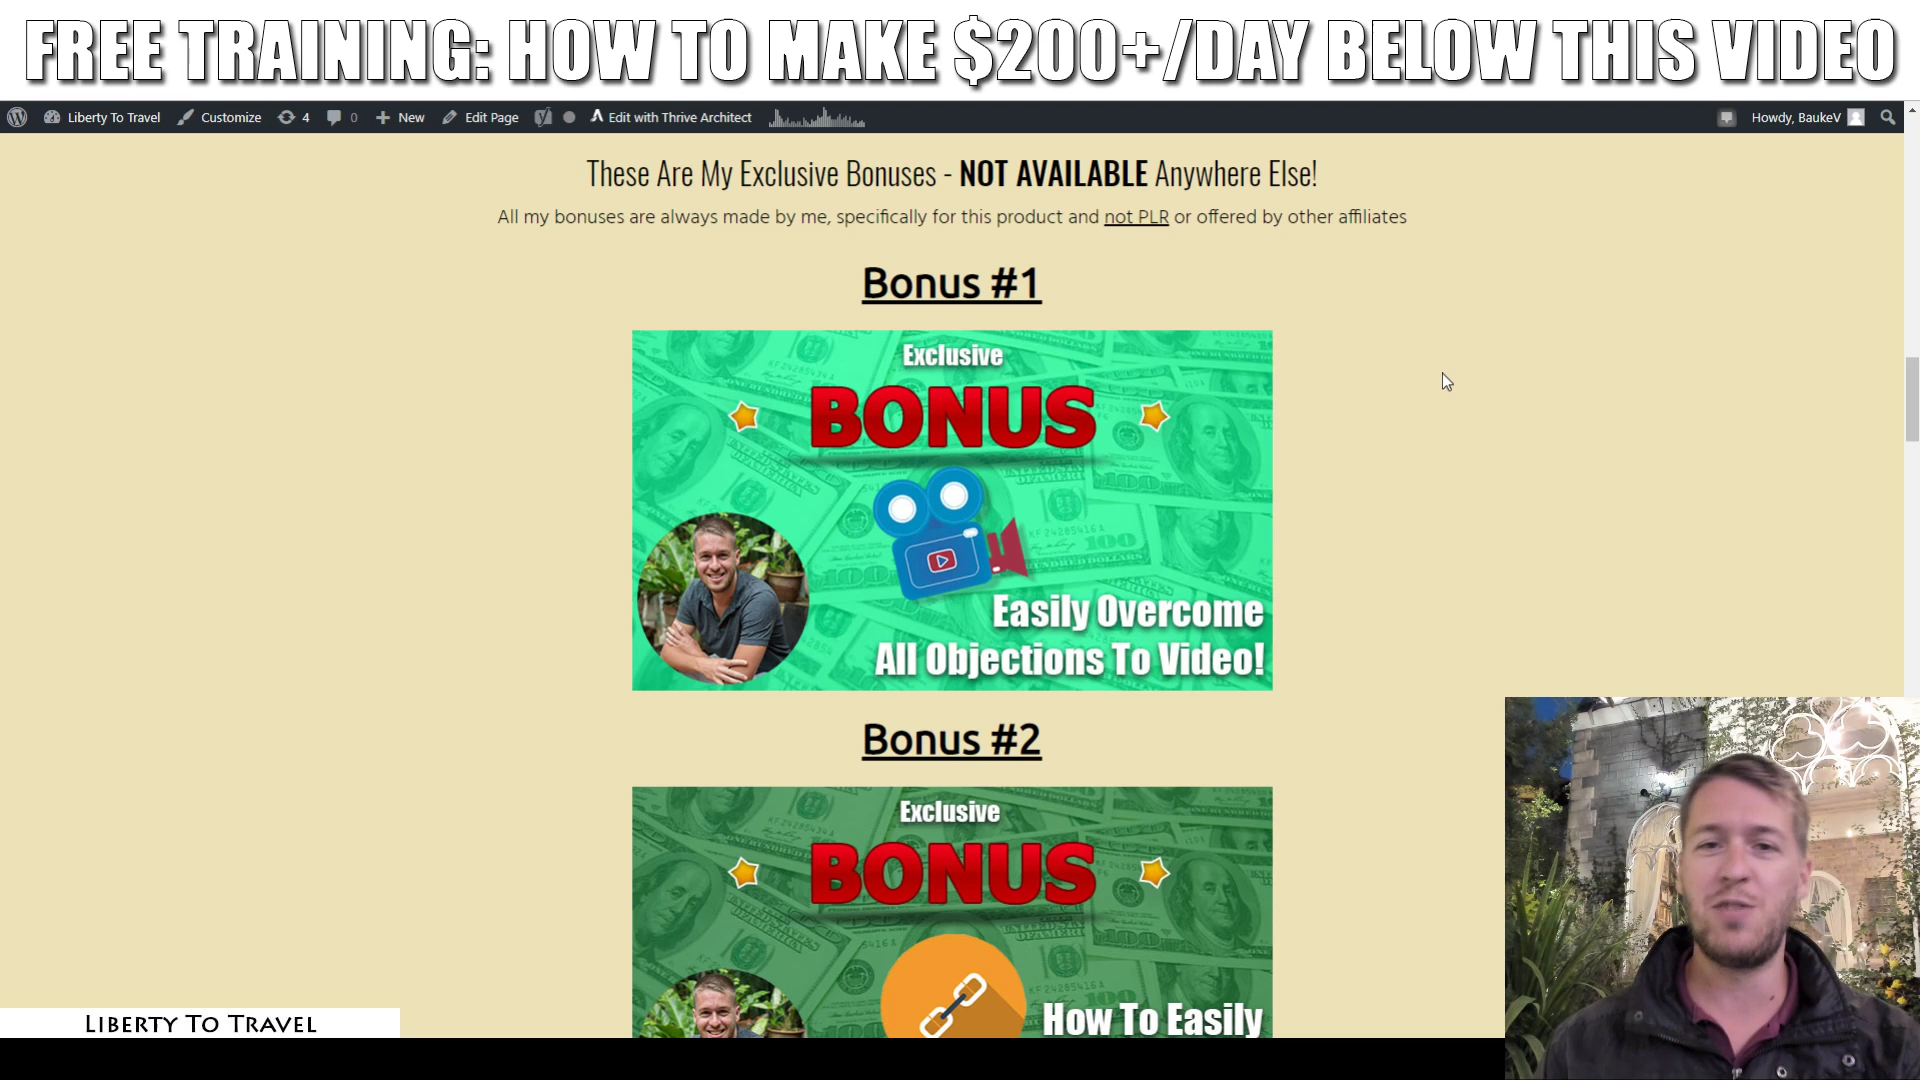 FREE TRAINING: HOW TO MAKE $200+/DAY BELOW THIS VIDEO
Liberty To Travel Customize 4 0 New Edit Page Edit with Thrive Architect Howdy, BaukeV
These Are My Exclusive Bonuses - NOT AVAILABLE Anywhere Else!
All my bonuses are always made by me, specifically for this product and not PLR or offered by other affiliates
Bonus #1
Exclusive
BONUS
Easily Overcome
All Objections To Video!
Bonus #2
Exclusive
BONUS
How To Easily
LIBERTY TO TRAVEL